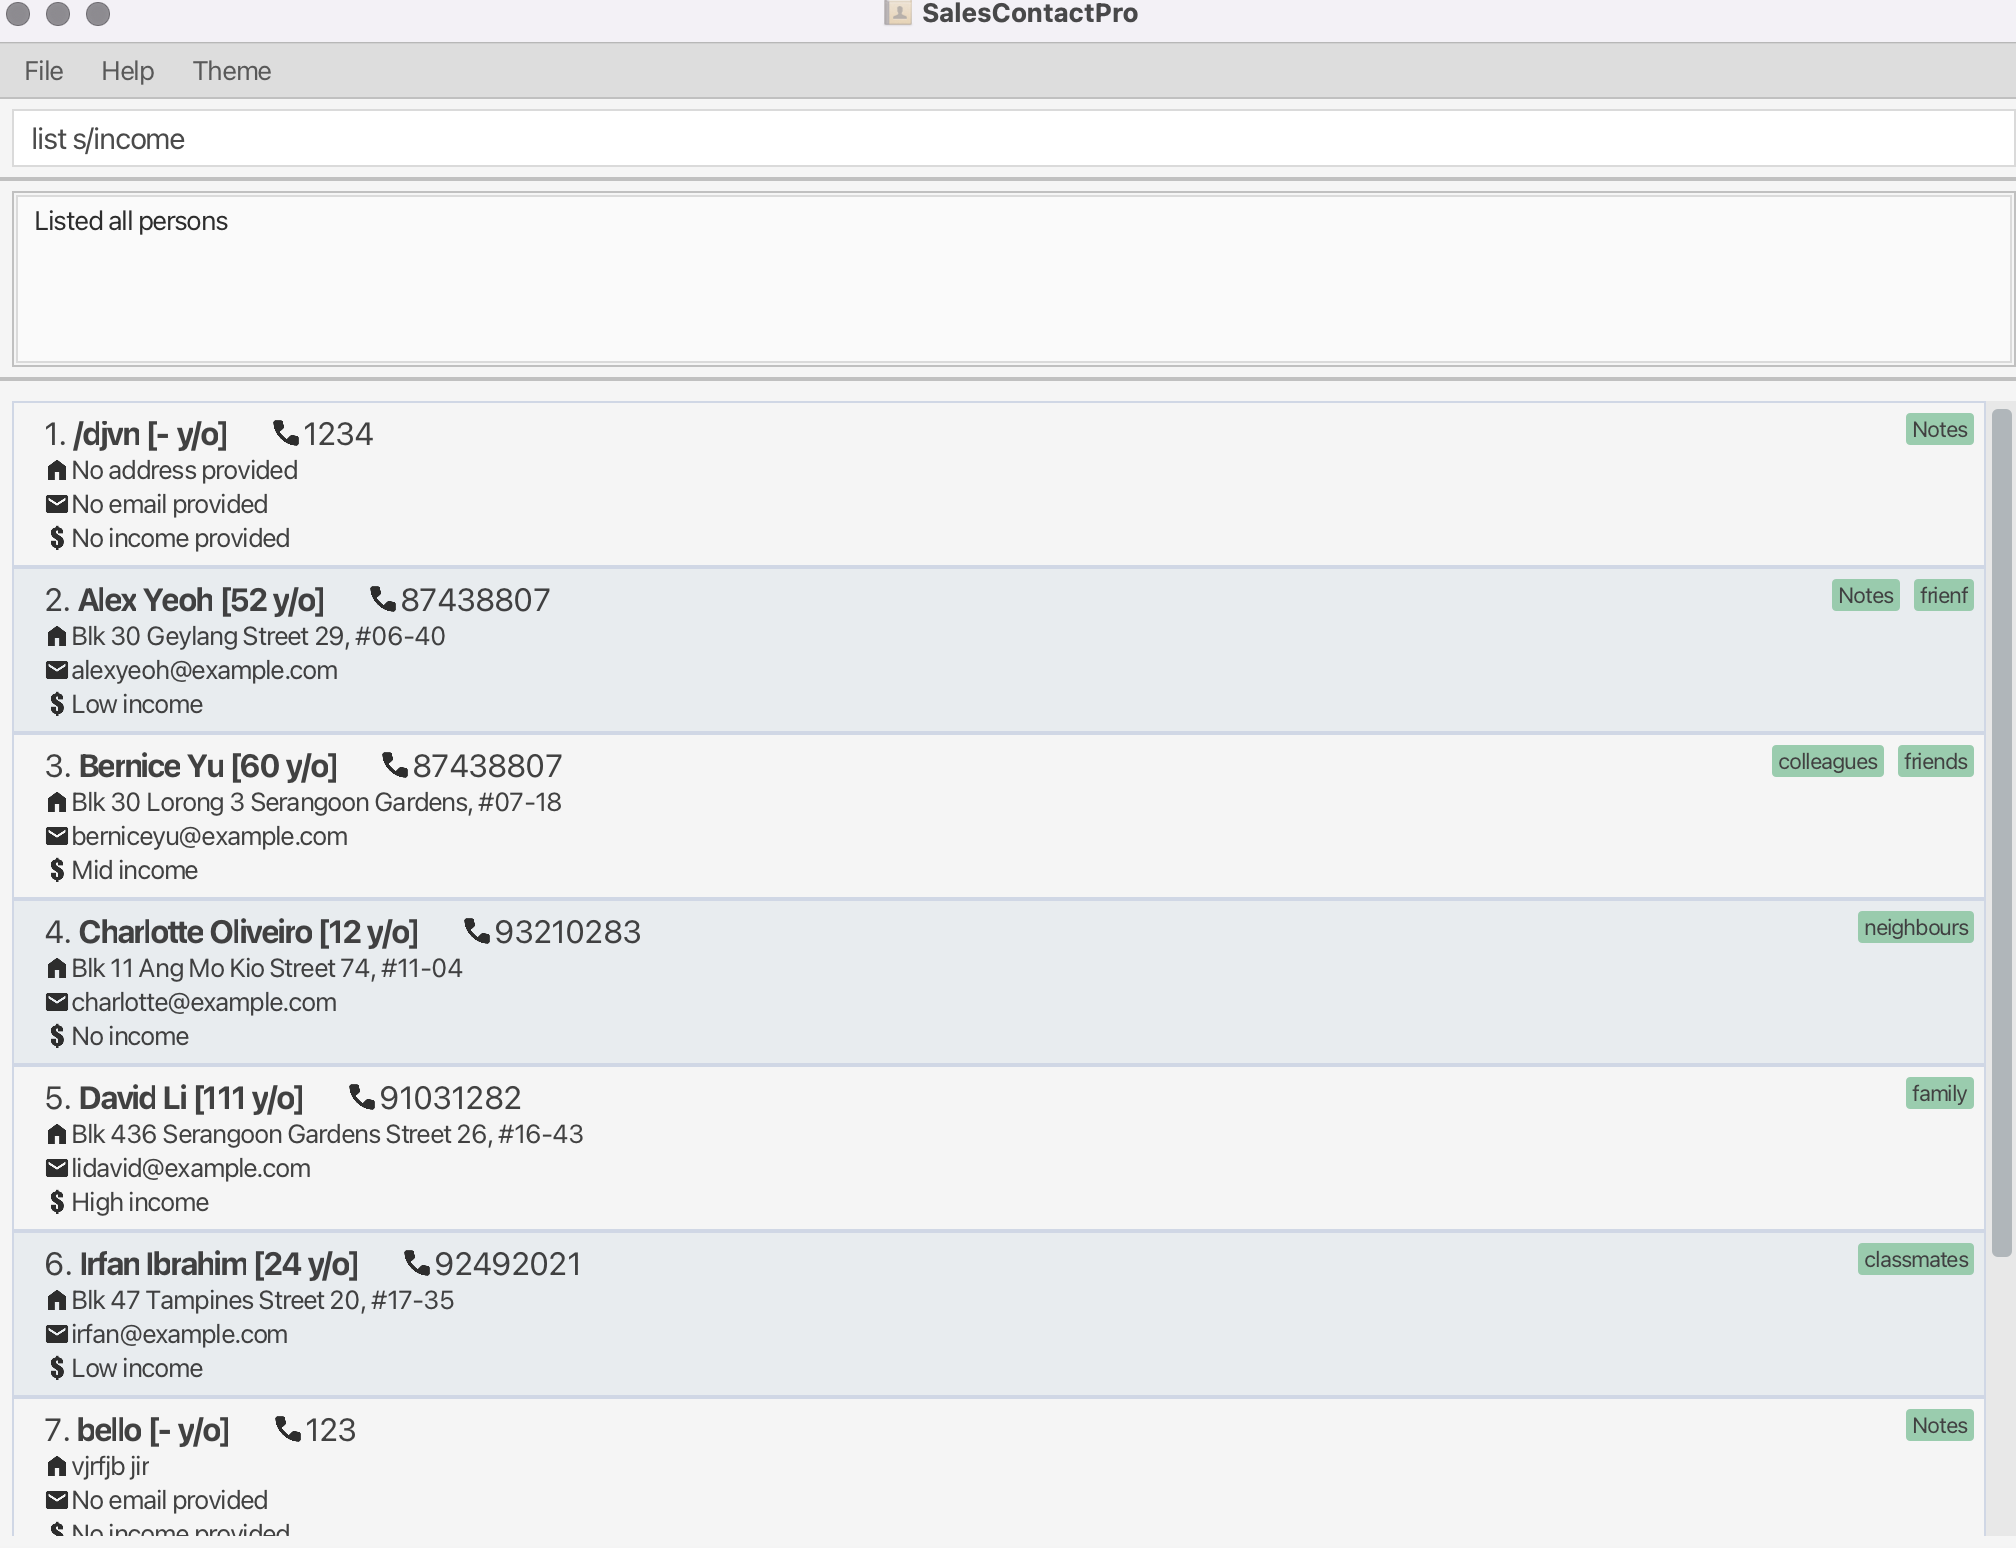 SalesContactPro
File Help Theme
list s/income
Listed all persons
1. /djvn [- y/o] 1234 Notes
No address provided
No email provided
$ No income provided
2. Alex Yeoh [52 y/o] 87438807 Notes frienf
Blk 30 Geylang Street 29, #06-40
alexyeoh@example.com
$ Low income
3. Bernice Yu [60 y/o] 87438807 colleagues friends
Blk 30 Lorong 3 Serangoon Gardens, #07-18
berniceyu@example.com
$ Mid income
4. Charlotte Oliveiro [12 y/o] 93210283 neighbours
Blk 11 Ang Mo Kio Street 74, #11-04
charlotte@example.com
$ No income
5. David Li [111 y/o] 91031282 family
Blk 436 Serangoon Gardens Street 26, #16-43
lidavid@example.com
$ High income
6. Irfan Ibrahim [24 y/o] 92492021 classmates
Blk 47 Tampines Street 20, #17-35
irfan@example.com
$ Low income
7. bello [- y/o] 123 Notes
vjrfjb jir
No email provided
$ No income provided